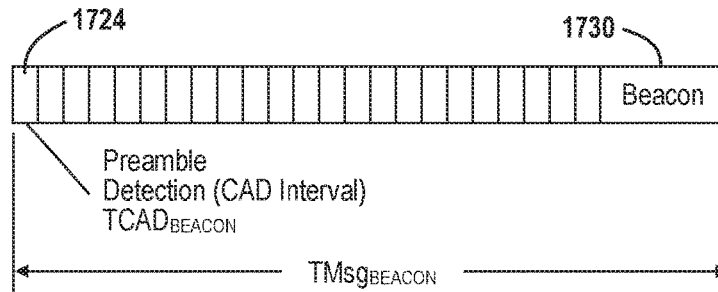 1724
1730
Beacon
Preamble
Detection (CAD Interval)
TCADBEACON
TMsgBEACON